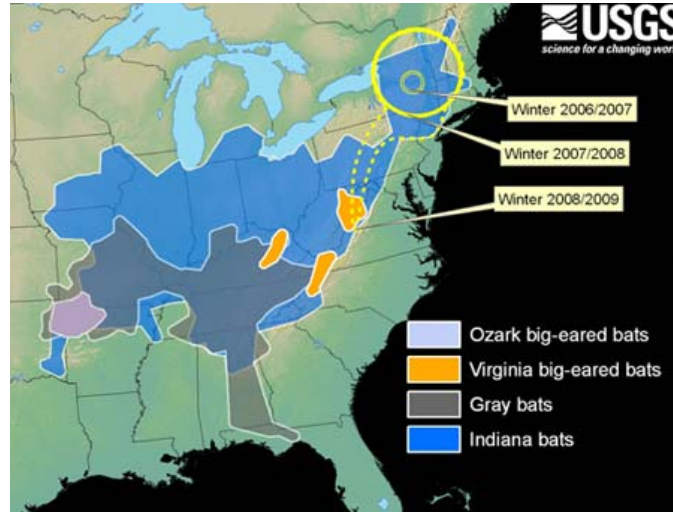 USGS
science for a changing wor
Winter 2006/2007
Winter 2007/2008
Winter 2008/2009
Ozark big-eared bats
Virginia big-eared bats
Gray bats
Indiana bats